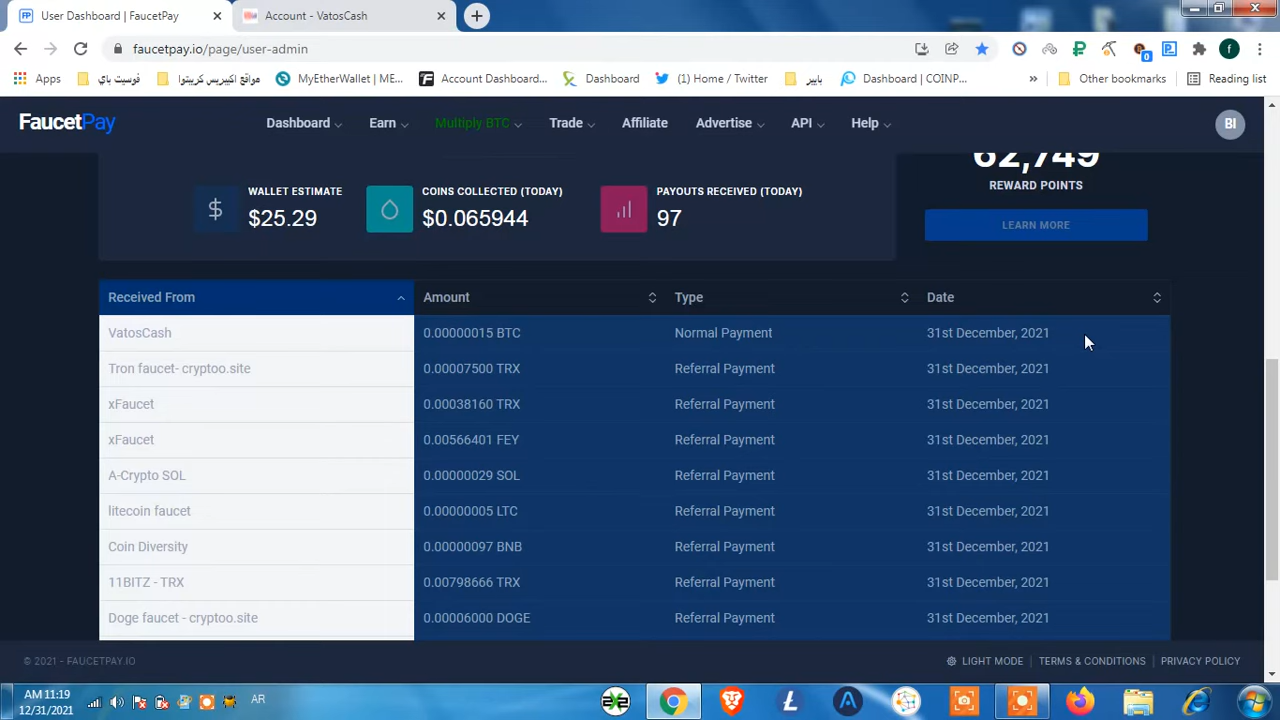 User Dashboard | FaucetPay
Account - VatosCash
faucetpay.io/page/user-admin
Apps
فوسيت باي
مواقع اكبيريس كريبتوا
MyEtherWallet | ME...
Account Dashboard...
Dashboard
(1) Home / Twitter
بايير
Dashboard | COINP...
»
Other bookmarks
Reading list
FaucetPay
Dashboard
Earn
Multiply BTC
Trade
Affiliate
Advertise
API
Help
BI
62,749
REWARD POINTS
LEARN MORE
WALLET ESTIMATE
$25.29
COINS COLLECTED (TODAY)
$0.065944
PAYOUTS RECEIVED (TODAY)
97
Received From Amount Type Date
VatosCash 0.00000015 BTC Normal Payment 31st December, 2021
Tron faucet- cryptoo.site 0.00007500 TRX Referral Payment 31st December, 2021
xFaucet 0.00038160 TRX Referral Payment 31st December, 2021
xFaucet 0.00566401 FEY Referral Payment 31st December, 2021
A-Crypto SOL 0.00000029 SOL Referral Payment 31st December, 2021
litecoin faucet 0.00000005 LTC Referral Payment 31st December, 2021
Coin Diversity 0.00000097 BNB Referral Payment 31st December, 2021
11BITZ - TRX 0.00798666 TRX Referral Payment 31st December, 2021
Doge faucet - cryptoo.site 0.00006000 DOGE Referral Payment 31st December, 2021
© 2021 - FAUCETPAY.IO
LIGHT MODE | TERMS & CONDITIONS | PRIVACY POLICY
AM 11:19
12/31/2021
AR